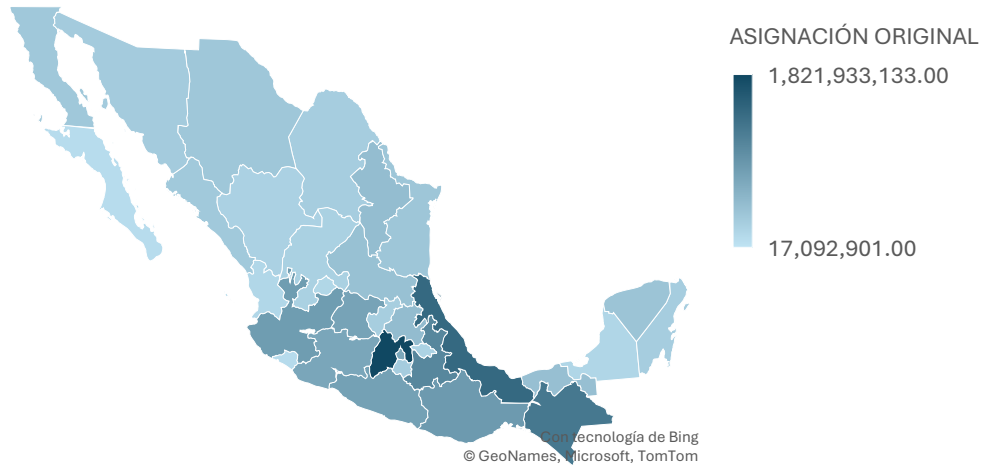 ASIGNACIÓN ORIGINAL
1,821,933,133.00
17,092,901.00
Con tecnología de Bing
© GeoNames, Microsoft, TomTom